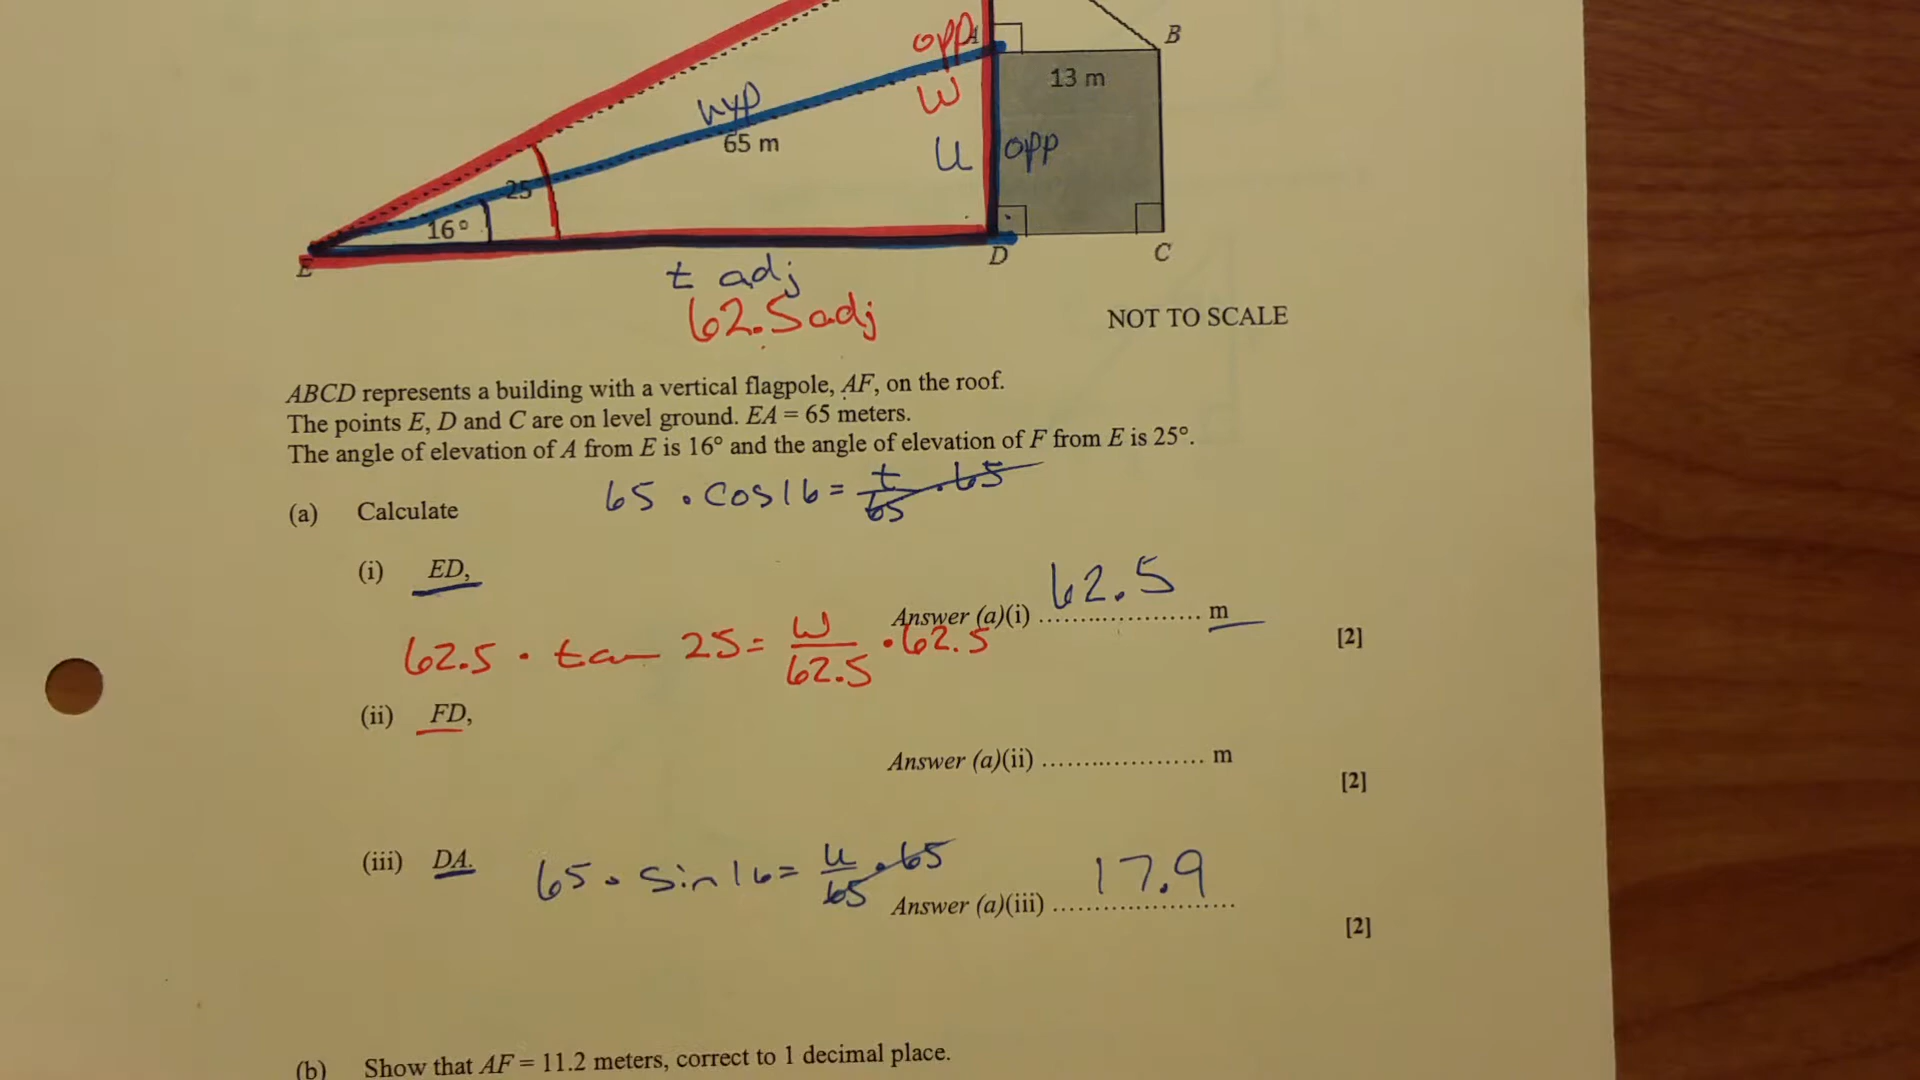 opp
A
B
13 m
W
hyp
65 m
u
opp
25
16°
E
D
C
t adj
62.5 adj
NOT TO SCALE
ABCD represents a building with a vertical flagpole, AF, on the roof.
The points E, D and C are on level ground. EA = 65 meters.
The angle of elevation of A from E is 16° and the angle of elevation of F from E is 25°.
65 · cos16 = t/65 · 65
(a) Calculate
(i) ED,
62.5
Answer (a)(i) ........................ m
[2]
62.5 · tan 25 = W/62.5 · 62.5
(ii) FD,
Answer (a)(ii) ........................ m
[2]
(iii) DA.
65 · sin16 = u/65 · 65
17.9
Answer (a)(iii) ...........................
[2]
(b) Show that AF = 11.2 meters, correct to 1 decimal place.